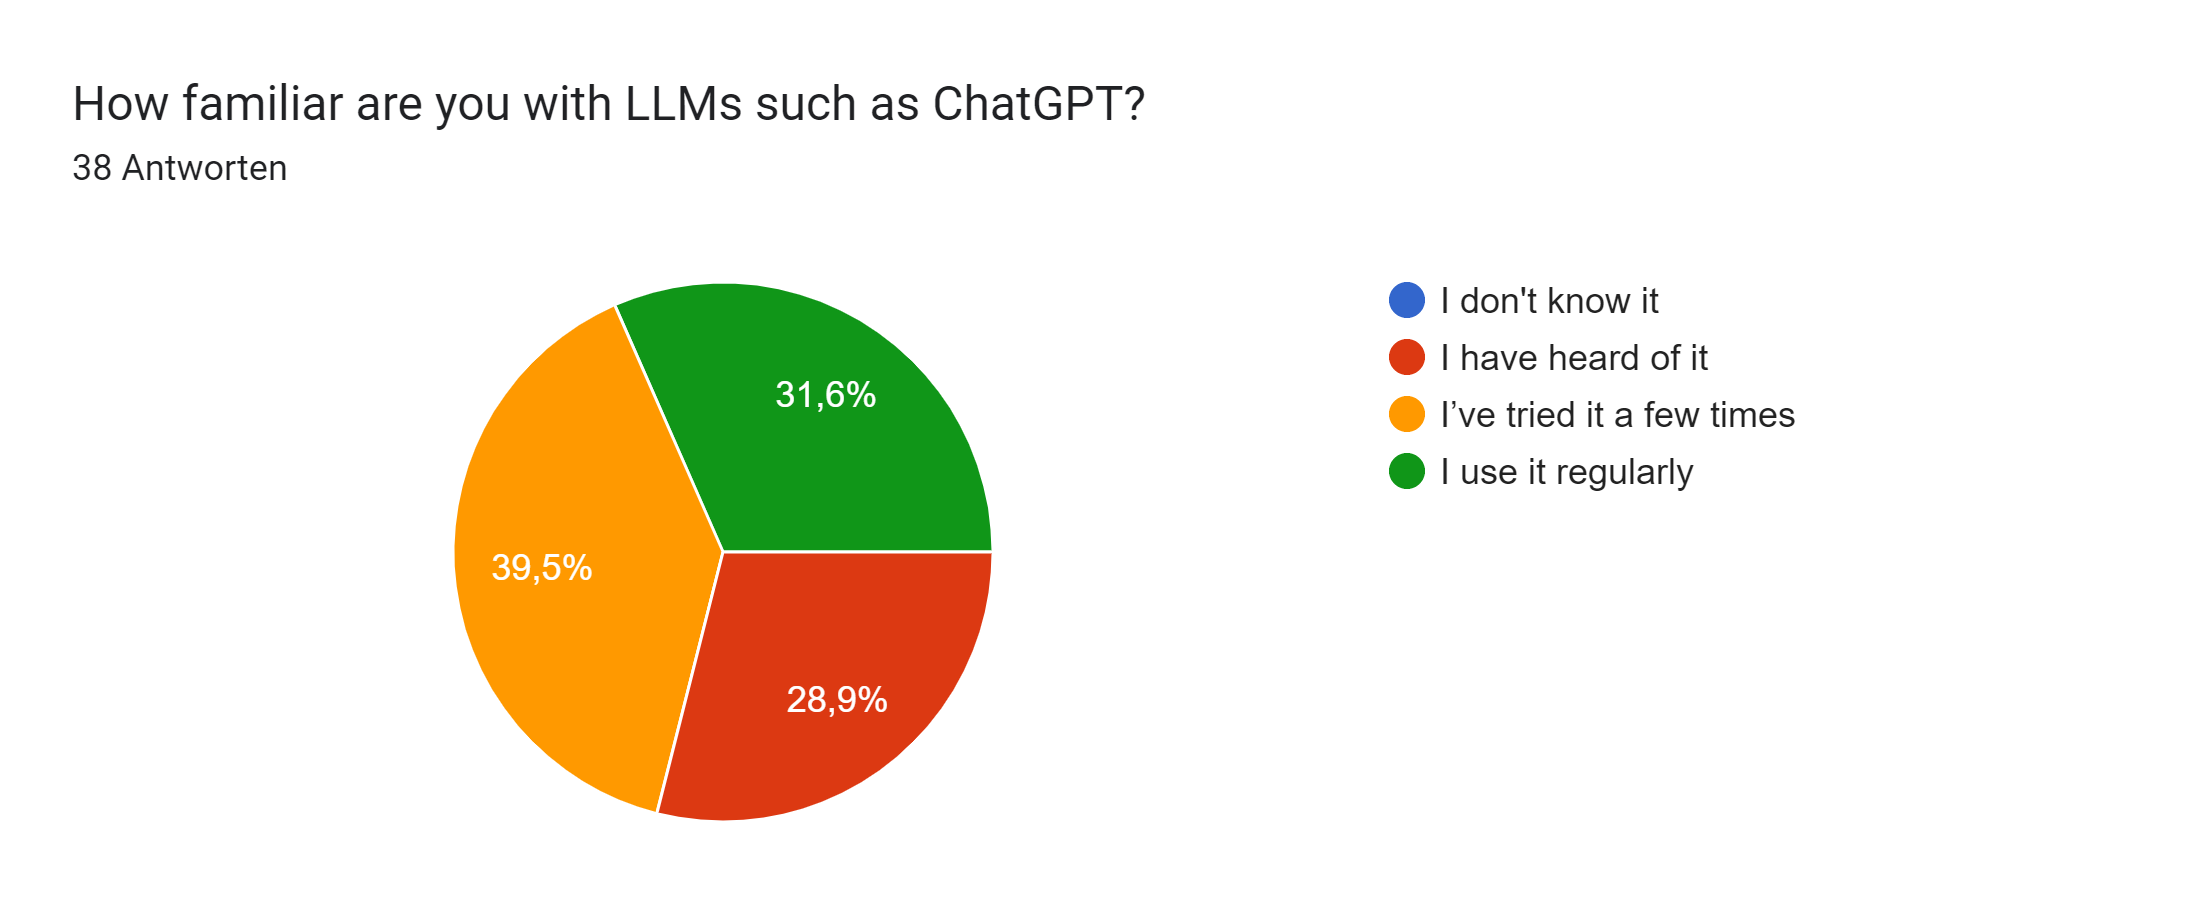 How familiar are you with LLMs such as ChatGPT?
38 Antworten
31,6%
39,5%
28,9%
I don't know it
I have heard of it
I’ve tried it a few times
I use it regularly